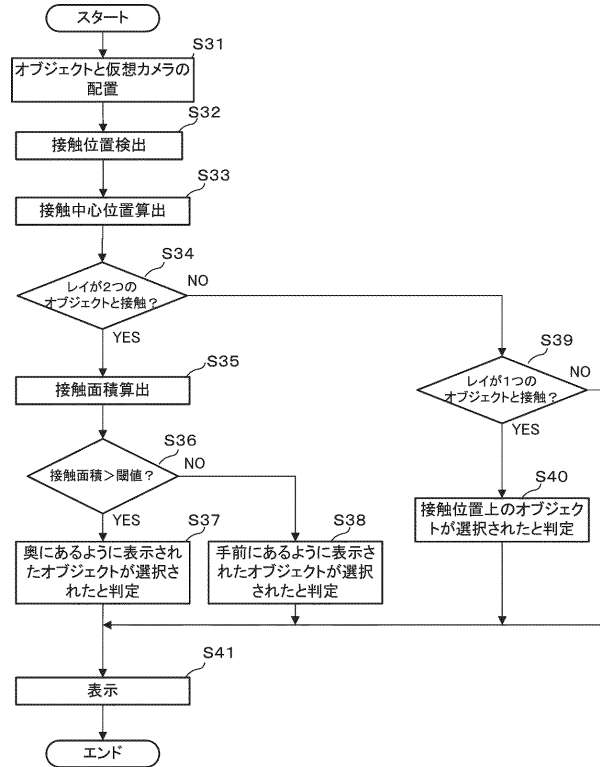 スタート
S31
オブジェクトと仮想カメラの
配置
S32
接触位置検出
S33
接触中心位置算出
S34
レイが2つの
オブジェクトと接触？
NO
YES
S35
接触面積算出
S36
接触面積＞閾値？
NO
YES
S37
奥にあるように表示され
たオブジェクトが選択さ
れたと判定
S38
手前にあるように表示さ
れたオブジェクトが選択
されたと判定
S39
レイが1つの
オブジェクトと接触？
NO
YES
S40
接触位置上のオブジェク
トが選択されたと判定
S41
表示
エンド